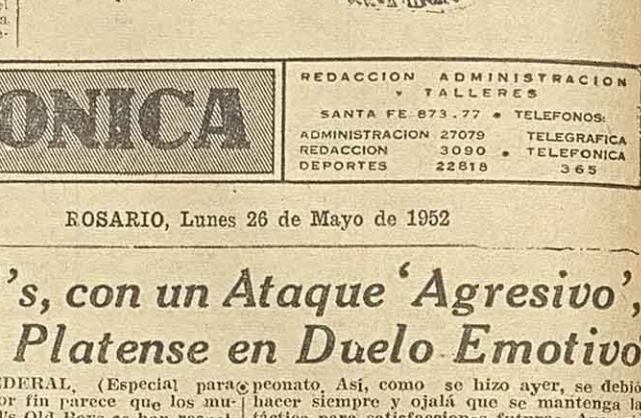 ONICA
REDACCION ADMINISTRACION
Y TALLERES
SANTA FE 873.77 • TELEFONOS:
ADMINISTRACION 27079 TELEGRAFICA
REDACCION 3090 • TELEFONICA
DEPORTES 22818 365
ROSARIO, Lunes 26 de Mayo de 1952
's, con un Ataque 'Agresivo',
Platense en Duelo Emotivo
DERAL, (Especial para
or fin parece que los mu-
peonato. Así, como se hizo ayer, se debió
hacer siempre y ojalá que se mantenga l